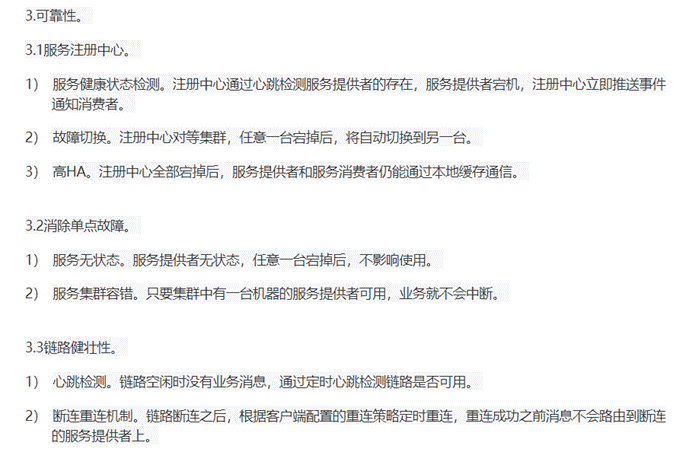 3.可靠性。
3.1服务注册中心。
1） 服务健康状态检测。注册中心通过心跳检测服务提供者的存在，服务提供者宕机，注册中心立即推送事件
通知消费者。
2） 故障切换。注册中心对等集群，任意一台宕掉后，将自动切换到另一台。
3） 高HA。注册中心全部宕掉后，服务提供者和服务消费者仍能通过本地缓存通信。
3.2消除单点故障。
1） 服务无状态。服务提供者无状态，任意一台宕掉后，不影响使用。
2） 服务集群容错。只要集群中有一台机器的服务提供者可用，业务就不会中断。
3.3链路健壮性。
1） 心跳检测。链路空闲时没有业务消息，通过定时心跳检测链路是否可用。
2） 断连重连机制。链路断连之后，根据客户端配置的重连策略定时重连，重连成功之前消息不会路由到断连
的服务提供者上。